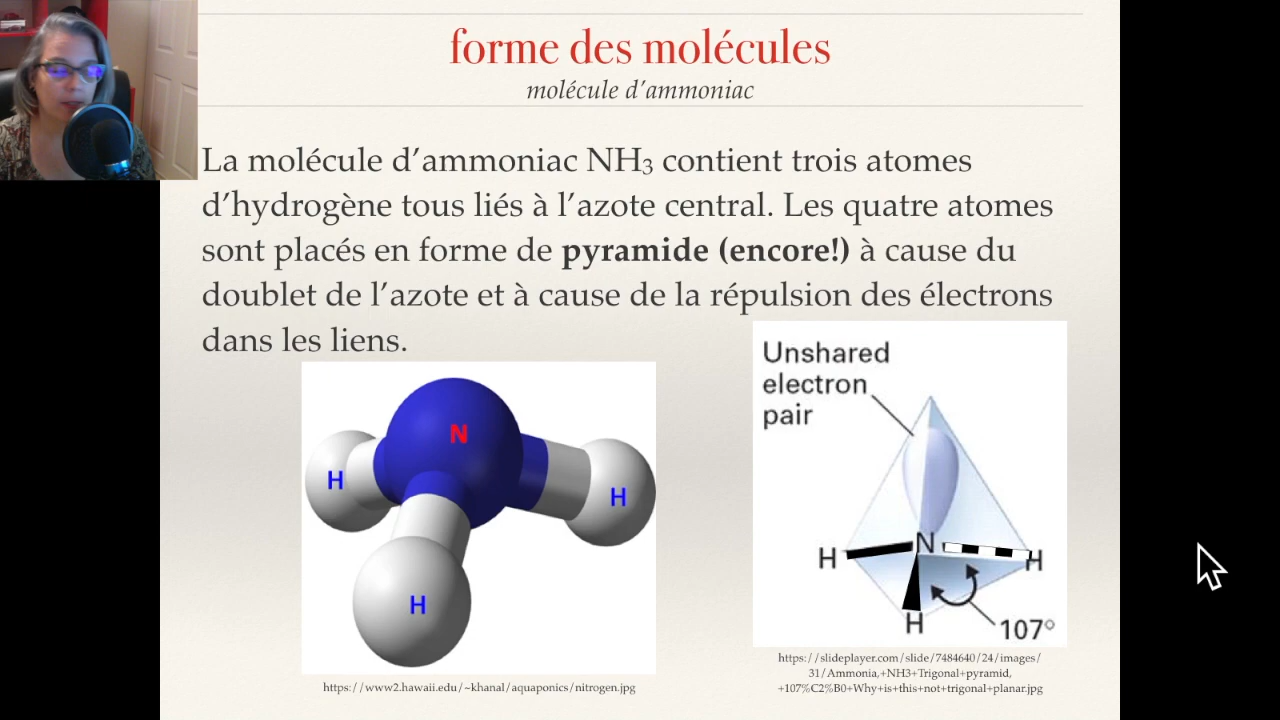 forme des molécules
molécule d'ammoniac
La molécule d'ammoniac NH₃ contient trois atomes
d'hydrogène tous liés à l'azote central. Les quatre atomes
sont placés en forme de pyramide (encore!) à cause du
doublet de l'azote et à cause de la répulsion des électrons
dans les liens.
N
H
H
H
https://www2.hawaii.edu/~khanal/aquaponics/nitrogen.jpg
Unshared
electron
pair
H
N
H
H
107°
https://slideplayer.com/slide/7484640/24/images/
31/Ammonia,+NH3+Trigonal+pyramid,
+107%C2%B0+Why+is+this+not+trigonal+planar.jpg